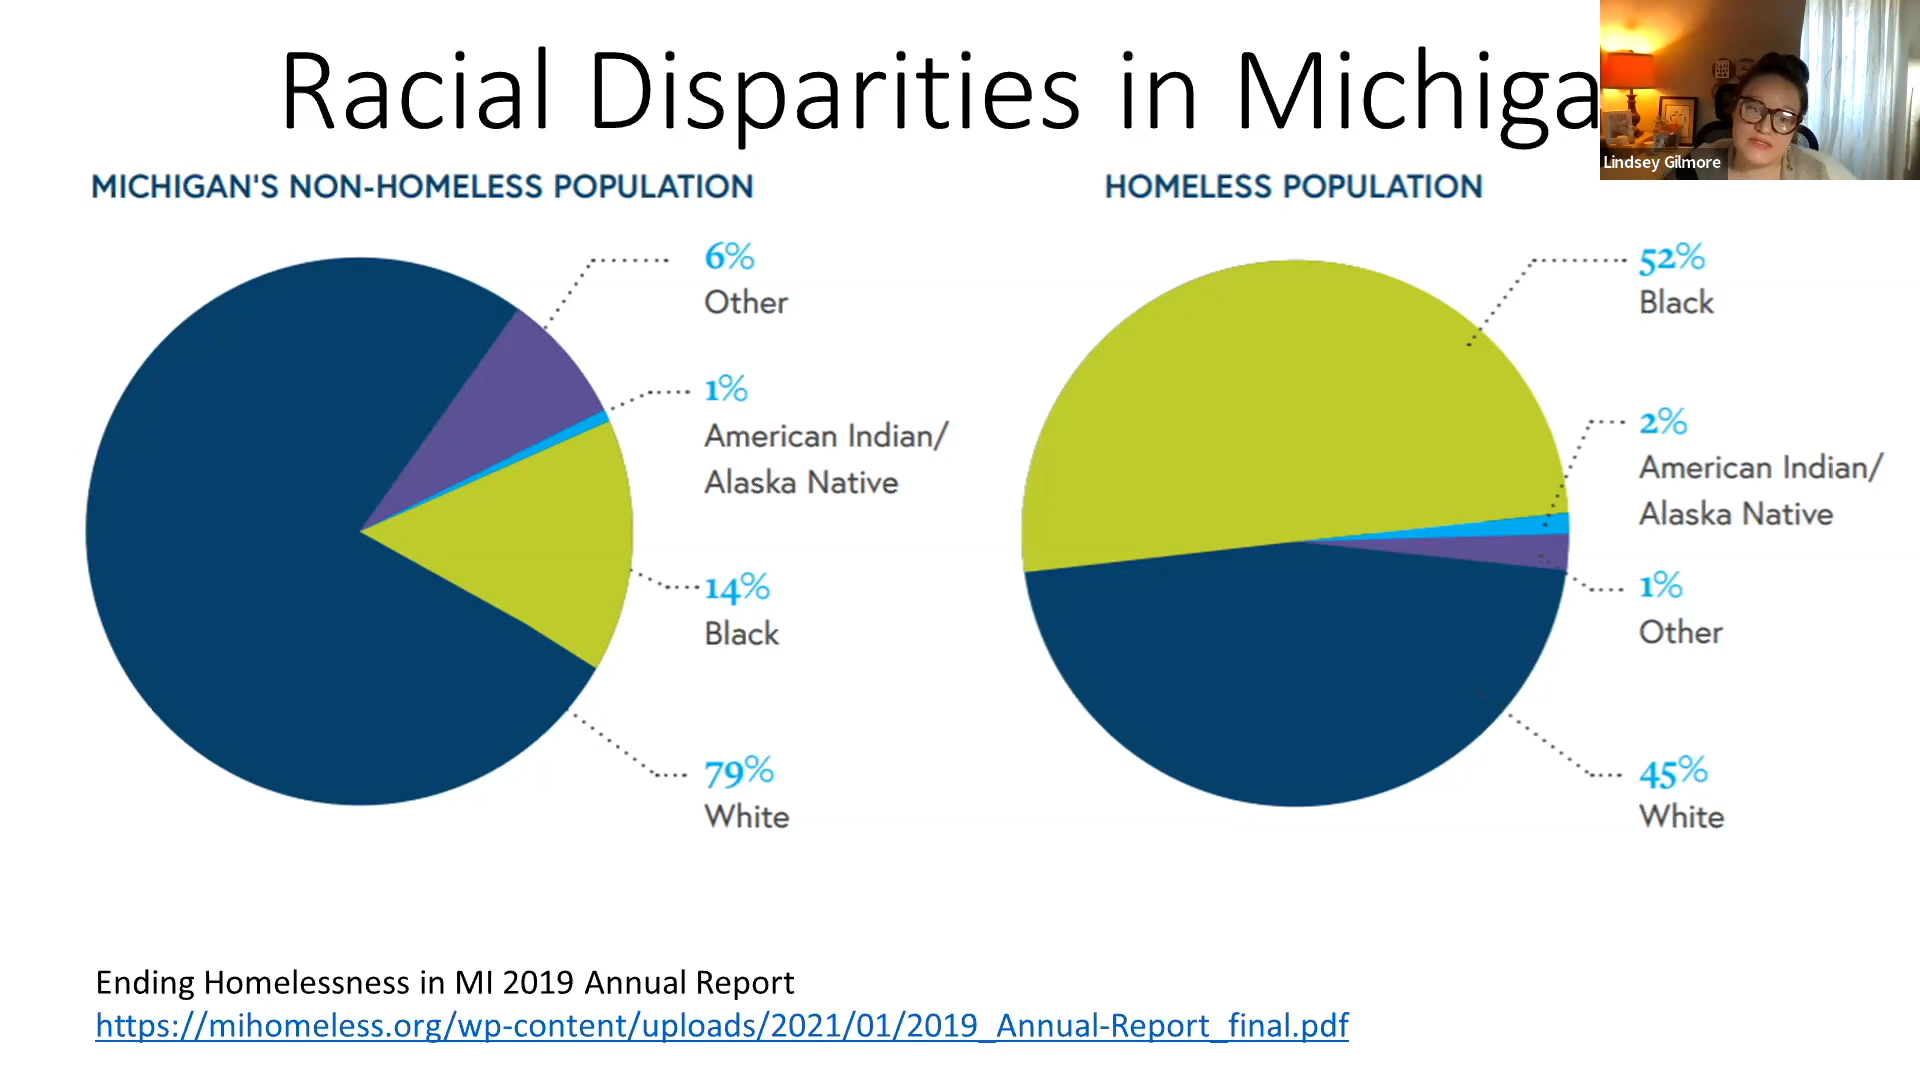 Racial Disparities in Michiga
Lindsey Gilmore
MICHIGAN'S NON-HOMELESS POPULATION
6%
Other
1%
American Indian/
Alaska Native
14%
Black
79%
White
HOMELESS POPULATION
52%
Black
2%
American Indian/
Alaska Native
1%
Other
45%
White
Ending Homelessness in MI 2019 Annual Report
https://mihomeless.org/wp-content/uploads/2021/01/2019_Annual-Report_final.pdf